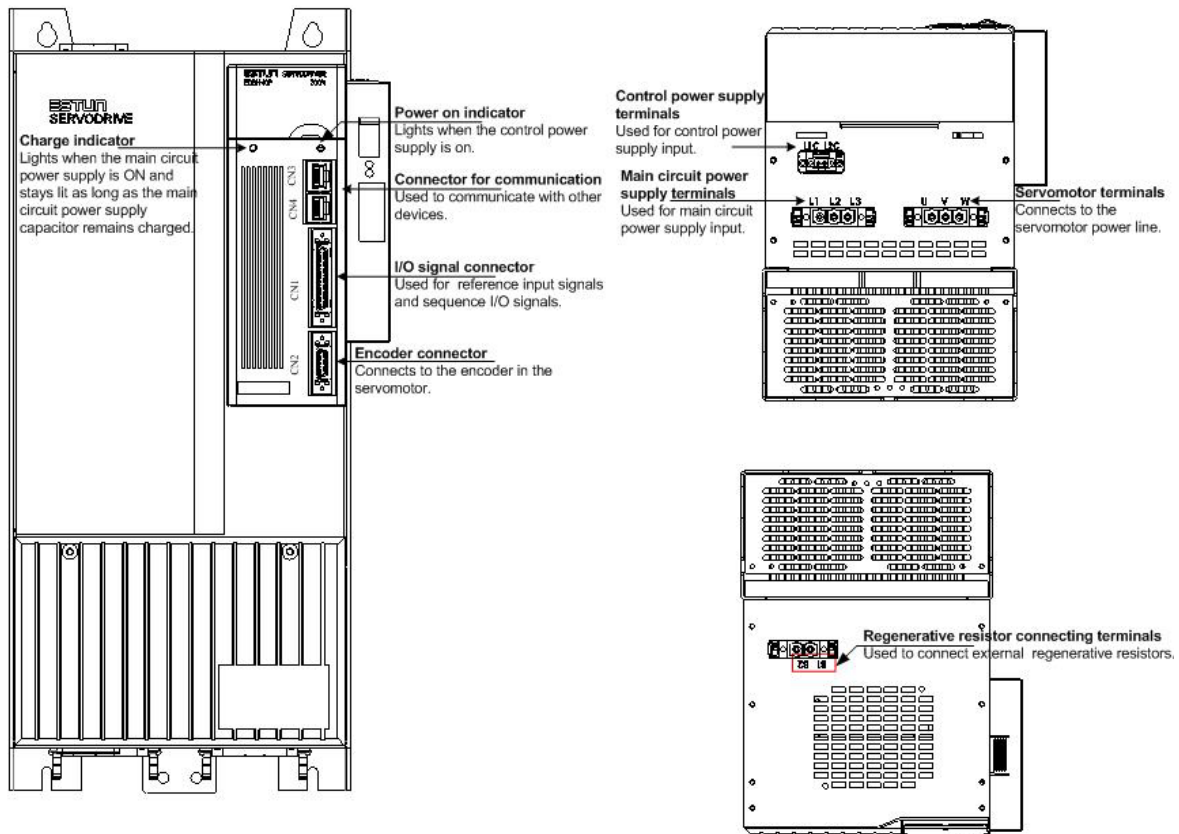 ESTUN
SERVODRIVE
ESTUN SERVODRIVER
200V
Charge indicator
Lights when the main circuit
power supply is ON and
stays lit as long as the main
circuit power supply
capacitor remains charged.
Power on indicator
Lights when the control power
supply is on.
CN3
Connector for communication
Used to communicate with other
devices.
CN4
I/O signal connector
Used for reference input signals
and sequence I/O signals.
CN1
Encoder connector
Connects to the encoder in the
servomotor.
CN2
Control power supply
terminals
Used for control power
supply input.
L1C L2C
Main circuit power
supply terminals
Used for main circuit
power supply input.
L1 L2 L3
U V W
Servomotor terminals
Connects to the
servomotor power line.
Regenerative resistor connecting terminals
Used to connect external regenerative resistors.
B2 B1